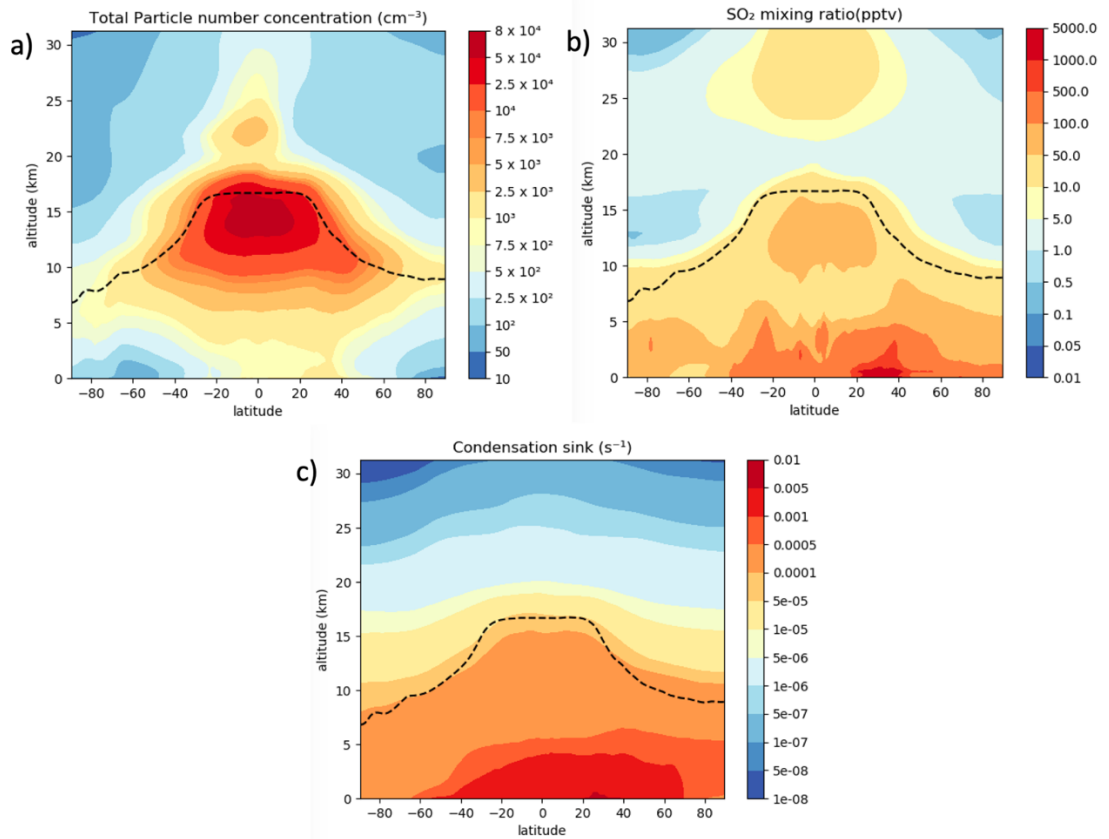 a)
Total Particle number concentration (cm⁻³)
altitude (km)
30
25
20
15
10
5
0
−80 −60 −40 −20 0 20 40 60 80
latitude
8 x 10⁴
5 x 10⁴
2.5 x 10⁴
10⁴
7.5 x 10³
5 x 10³
2.5 x 10³
10³
7.5 x 10²
5 x 10²
2.5 x 10²
10²
50
10
b)
SO₂ mixing ratio(pptv)
altitude (km)
30
25
20
15
10
5
0
−80 −60 −40 −20 0 20 40 60 80
latitude
5000.0
1000.0
500.0
100.0
50.0
10.0
5.0
1.0
0.5
0.1
0.05
0.01
c)
Condensation sink (s⁻¹)
altitude (km)
30
25
20
15
10
5
0
−80 −60 −40 −20 0 20 40 60 80
latitude
0.01
0.005
0.001
0.0005
0.0001
5e-05
1e-05
5e-06
1e-06
5e-07
1e-07
5e-08
1e-08